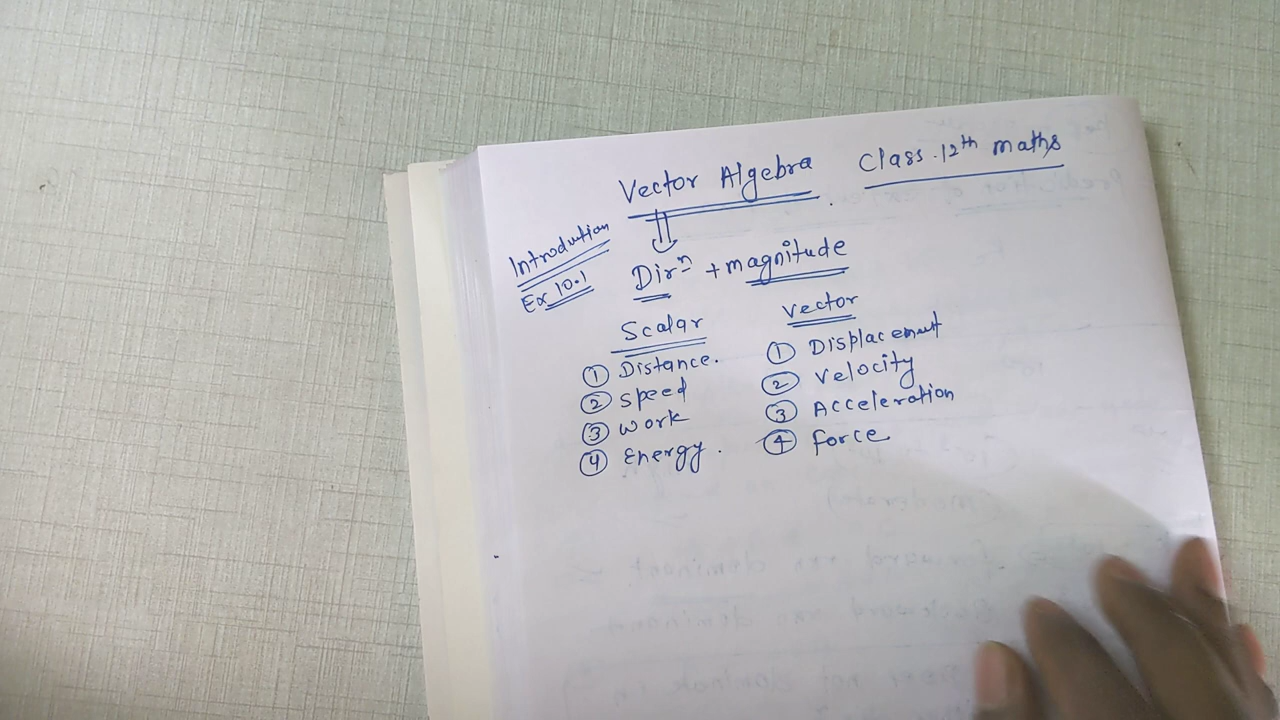 Vector Algebra Class. 12th maths
Introdution
Ex 10.1
Dirn + magnitude
Scalar
① Distance.
② Speed
③ Work
④ Energy.
Vector
① Displacement
② Velocity
③ Acceleration
④ force